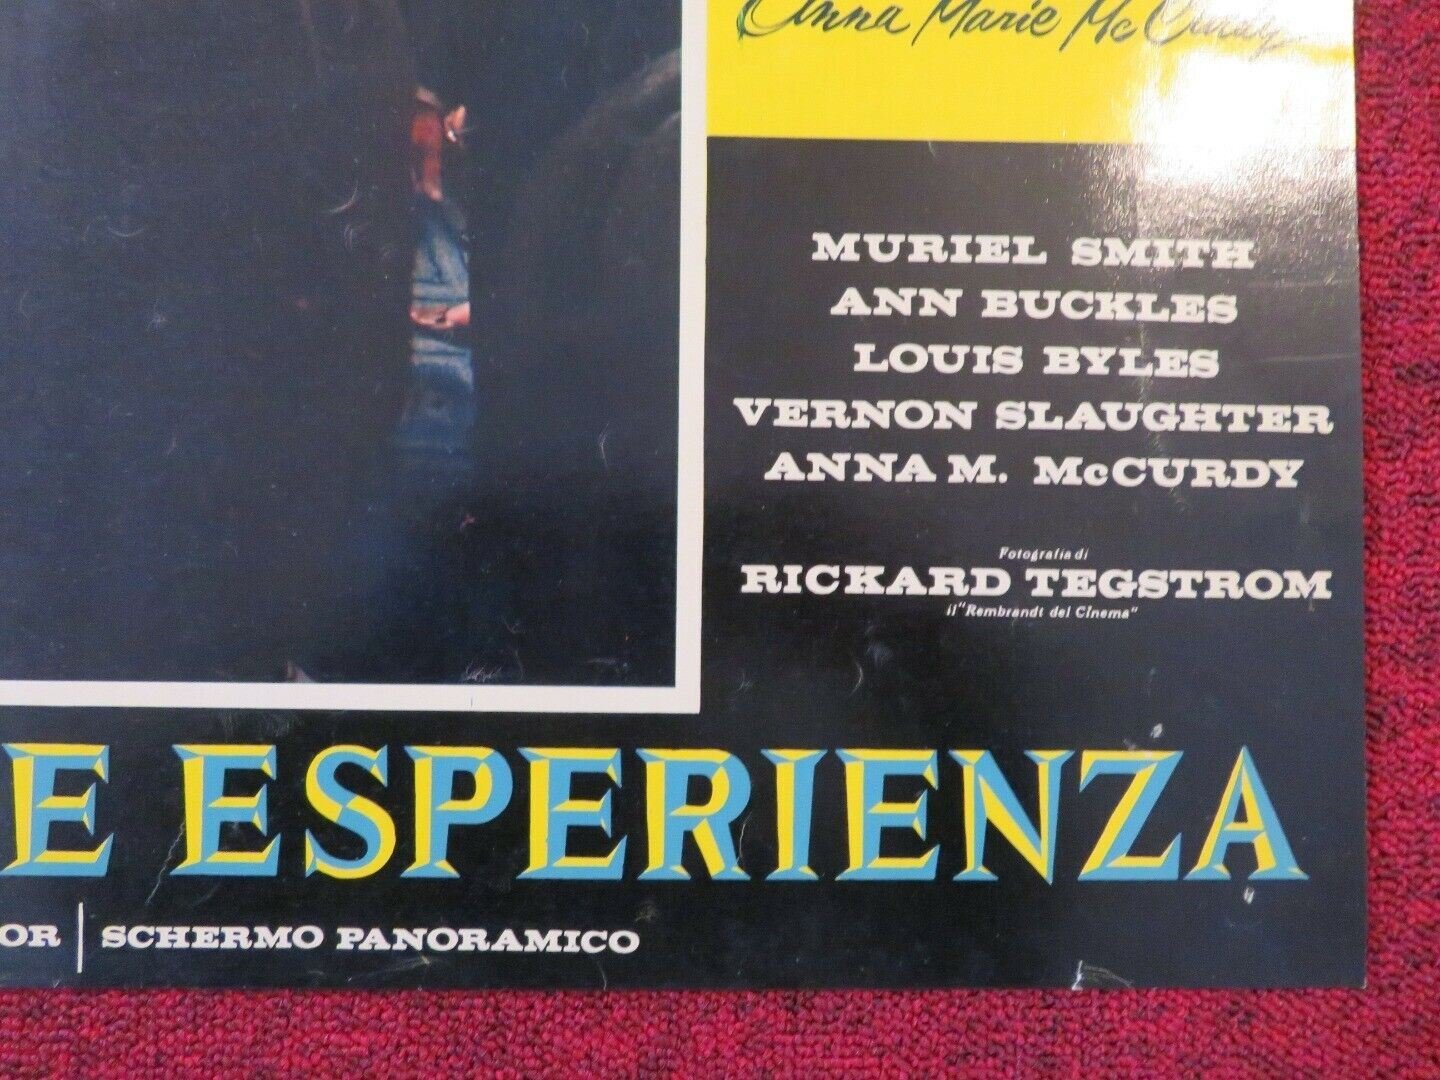 Anna Marie McCurdy
MURIEL SMITH
ANN BUCKLES
LOUIS BYLES
VERNON SLAUGHTER
ANNA M. McCURDY
Fotografia di
RICKARD TEGSTROM
il "Rembrandt del Cinema"
E ESPERIENZA
OR | SCHERMO PANORAMICO